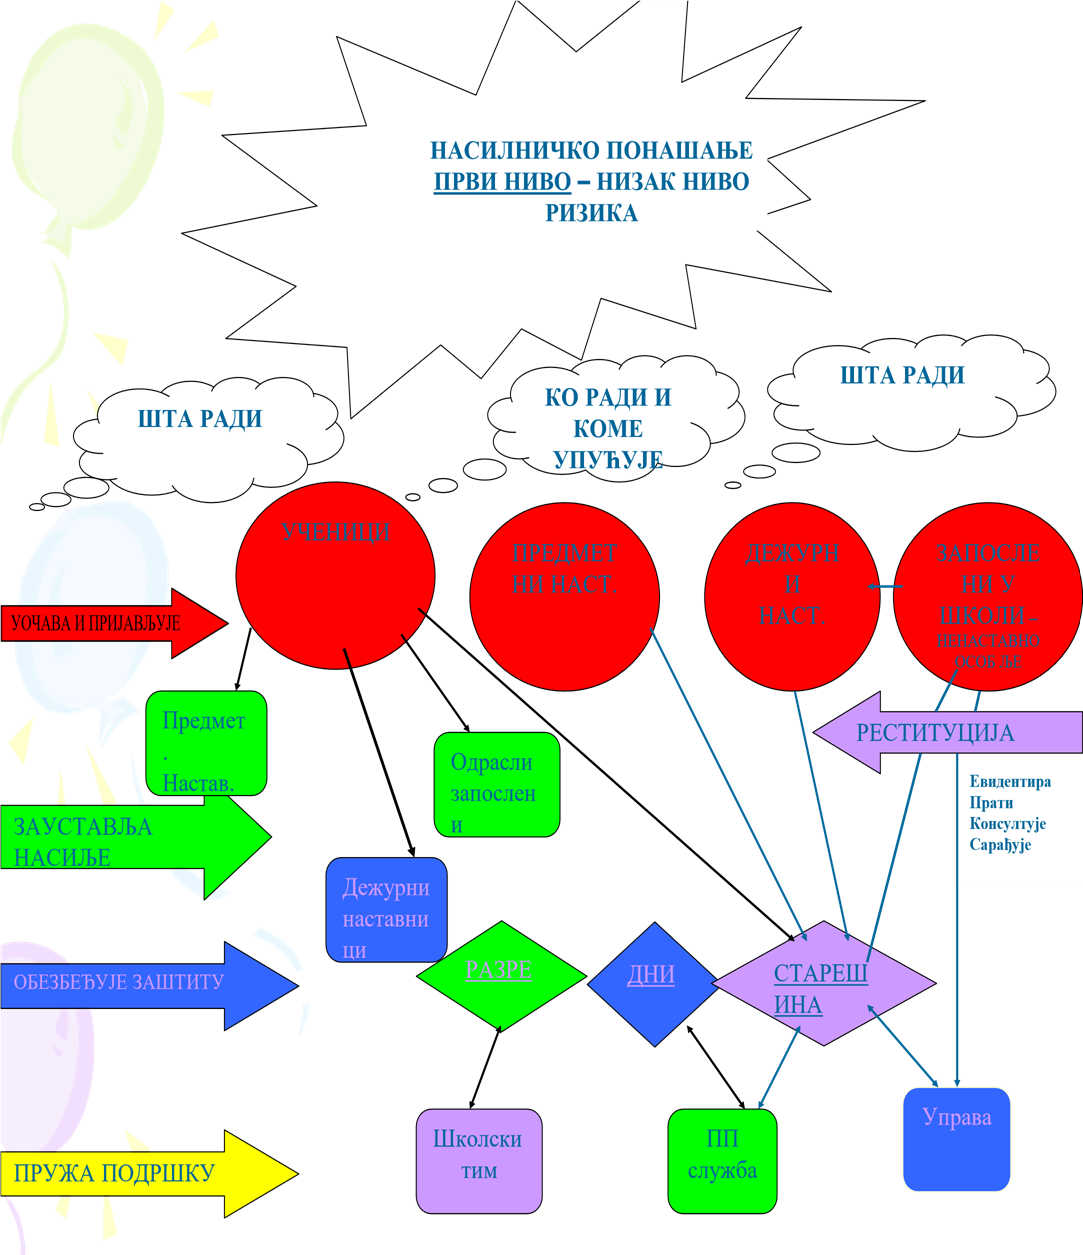 НАСИЛНИЧКО ПОНАШАЊЕ
ПРВИ НИВО – НИЗАК НИВО
РИЗИКА
ШТА РАДИ
КО РАДИ И
КОМЕ
УПУЋУЈЕ
ШТА РАДИ
УЧЕНИЦИ
ПРЕДМЕТ
НИ НАСТ.
ДЕЖУРН
И
НАСТ.
ЗАПОСЛЕ
НИ У
ШКОЛИ -
НЕНАСТАВНО
ОСОБЉЕ
УОЧАВА И ПРИЈАВЉУЈЕ
Предмет
.
Настав.
Одрасли
запослен
и
РЕСТИТУЦИЈА
Евидентира
Прати
Консултује
Сарађује
ЗАУСТАВЉА
НАСИЉЕ
Дежурни
наставни
ци
ОБЕЗБЕЂУЈЕ ЗАШТИТУ
РАЗРЕ
ДНИ
СТАРЕШ
ИНА
Школски
тим
ПП
служба
Управа
ПРУЖА ПОДРШКУ